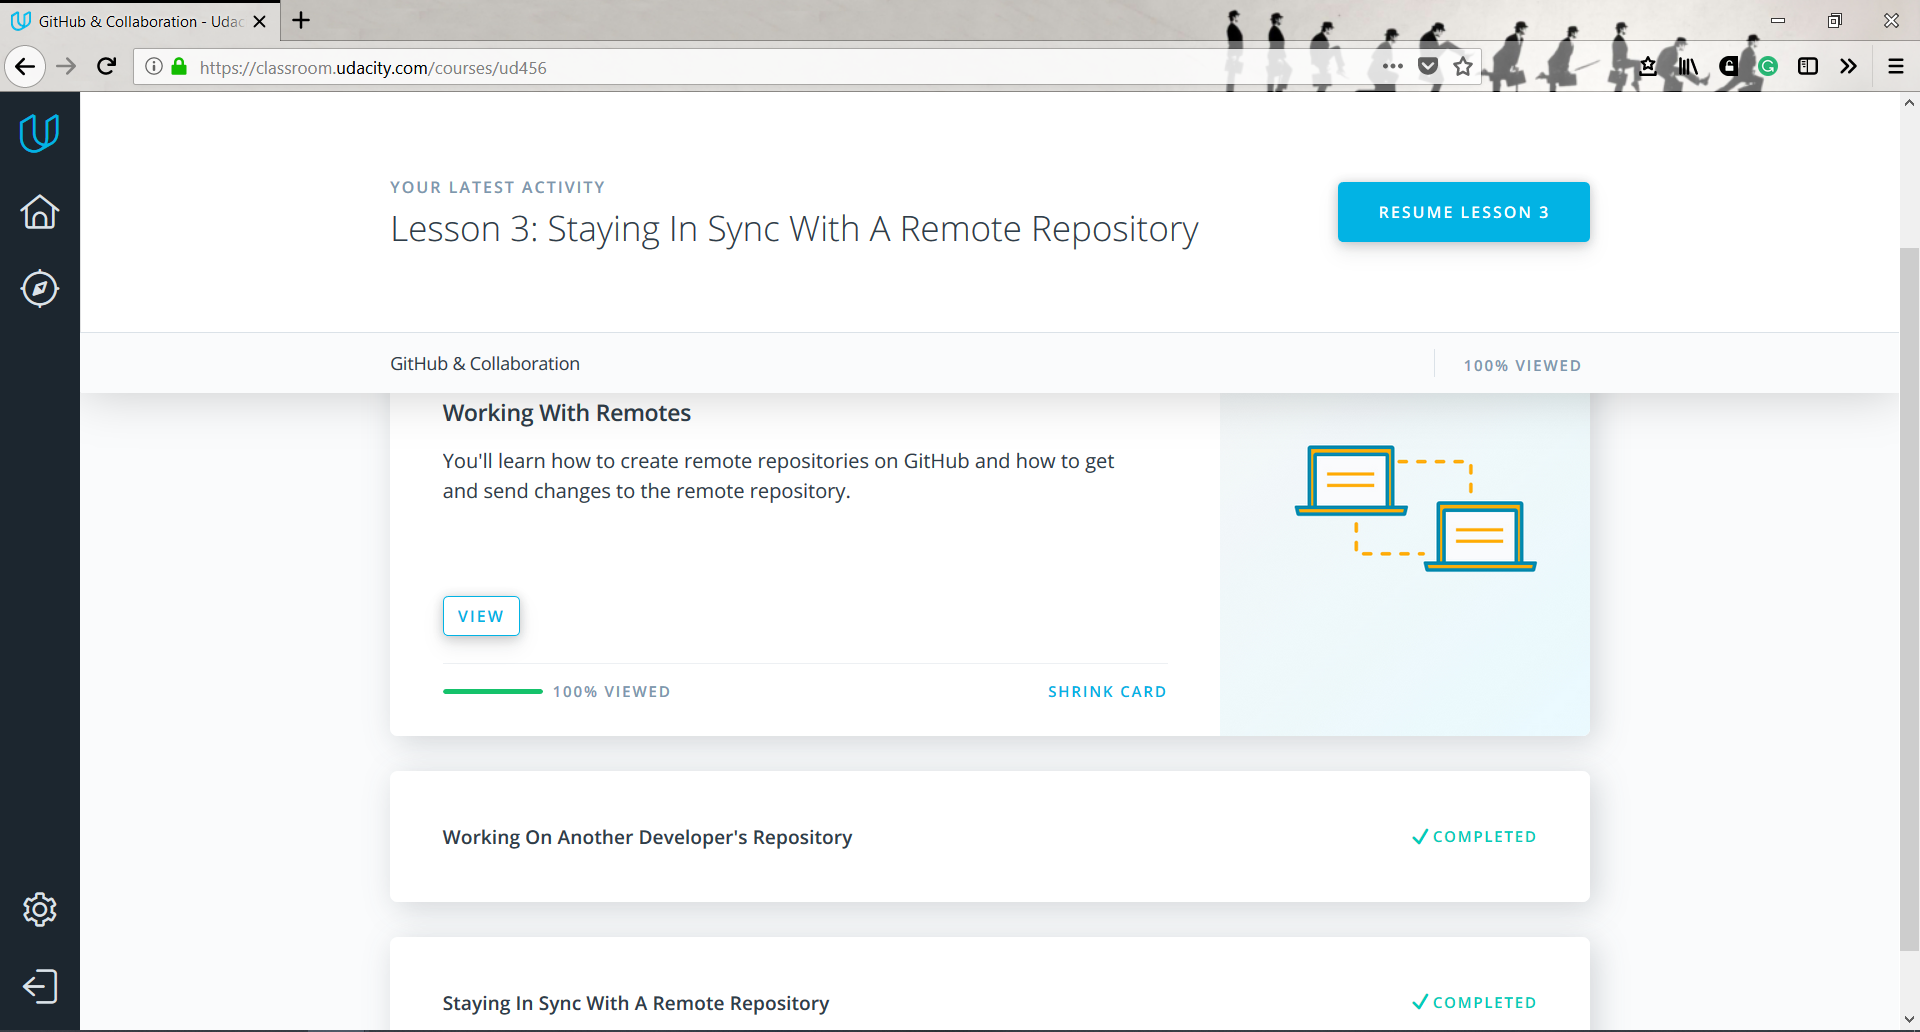 GitHub & Collaboration - Udac
https://classroom.udacity.com/courses/ud456
YOUR LATEST ACTIVITY
Lesson 3: Staying In Sync With A Remote Repository
RESUME LESSON 3
GitHub & Collaboration
100% VIEWED
Working With Remotes
You'll learn how to create remote repositories on GitHub and how to get
and send changes to the remote repository.
VIEW
100% VIEWED
SHRINK CARD
Working On Another Developer's Repository
COMPLETED
Staying In Sync With A Remote Repository
COMPLETED